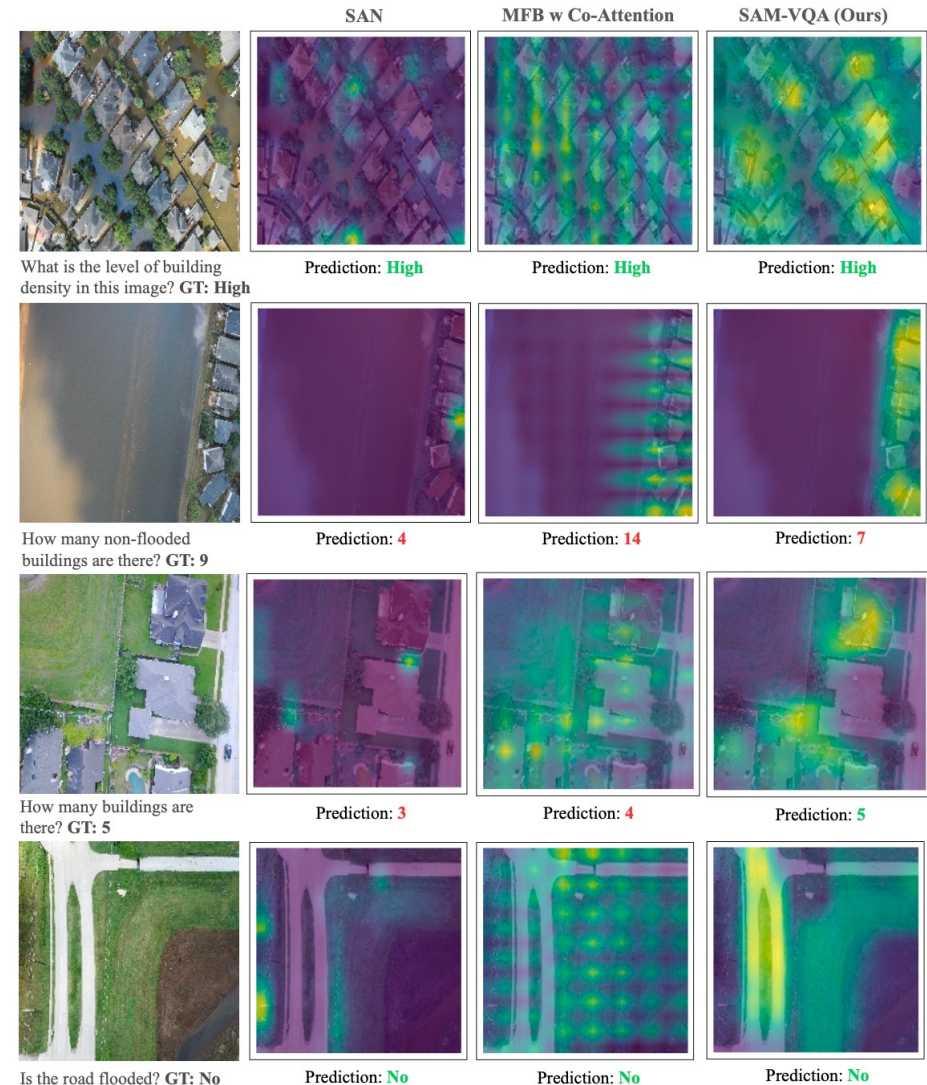 SAN MFB w Co-Attention SAM-VQA (Ours)
Prediction: High Prediction: High Prediction: High
What is the level of building
density in this image? GT: High
Prediction: 4 Prediction: 14 Prediction: 7
How many non-flooded
buildings are there? GT: 9
Prediction: 3 Prediction: 4 Prediction: 5
How many buildings are
there? GT: 5
Is the road flooded? GT: No Prediction: No Prediction: No Prediction: No